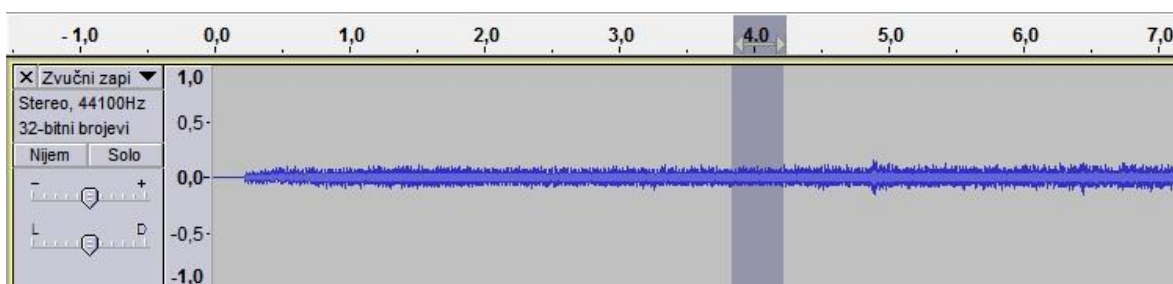 - 1,0 0,0 1,0 2,0 3,0 4,0 5,0 6,0 7,0
X Zvučni zapi 1,0
Stereo, 44100Hz
32-bitni brojevi 0,5
Nijem Solo
- + 0,0
L D -0,5
-1,0